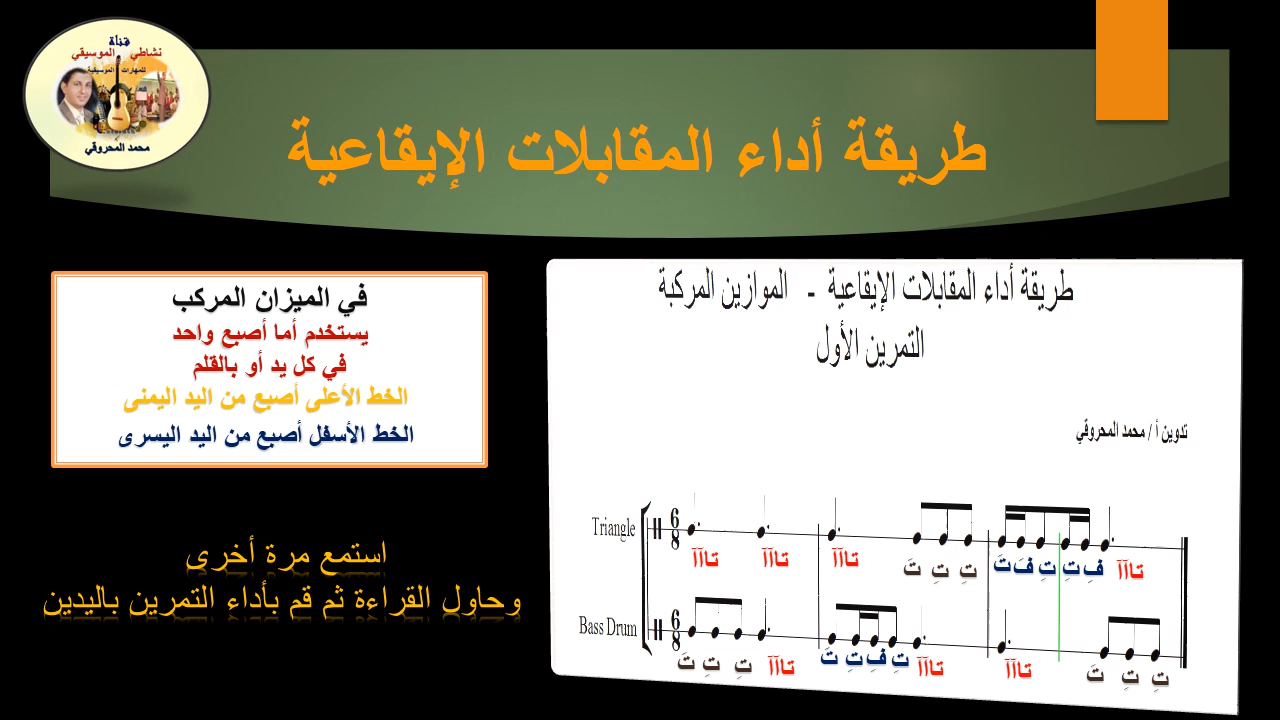 قناة
نشاطي الموسيقي
للمهارات الموسيقية
محمد المحروقي
طريقة أداء المقابلات الإيقاعية
في الميزان المركب
يستخدم أما أصبع واحد
في كل يد أو بالقلم
الخط الأعلى أصبع من اليد اليمنى
الخط الأسفل أصبع من اليد اليسرى
استمع مرة أخرى
وحاول القراءة ثم قم بأداء التمرين باليدين
طريقة أداء المقابلات الإيقاعية - الموازين المركبة
التمرين الأول
تدوين أ / محمد المحروقي
Triangle 6 8
تاآآ تاآآ تاآآ تَ تِ تِ تَ فَ تِ تِ فِ تاآآ
Bass Drum 6 8
تَ تِ تِ تاآآ تَ تِ فِ تِ تاآآ تاآآ تَ تِ تِ